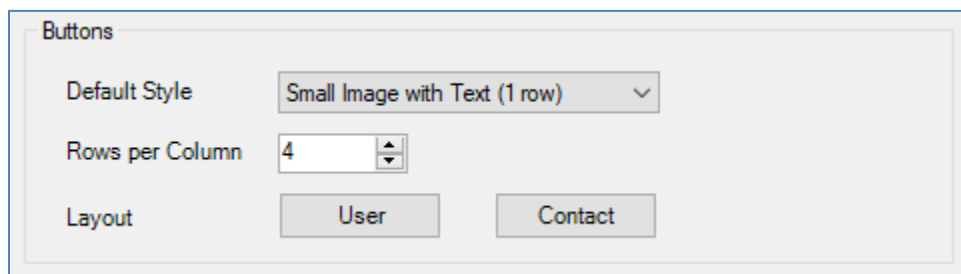 Buttons
Default Style Small Image with Text (1 row)
Rows per Column 4
Layout User Contact